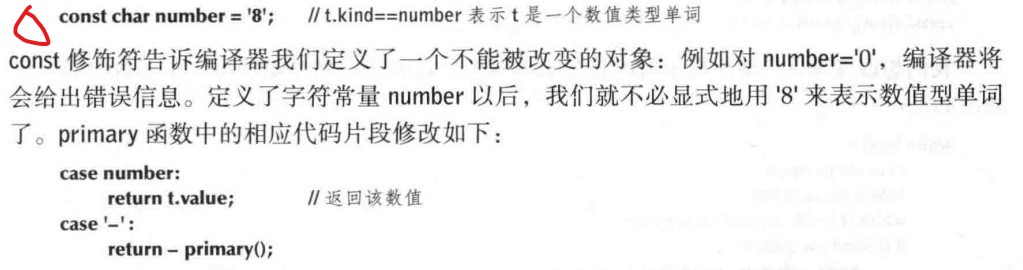 const char number = '8';    // t.kind==number 表示 t 是一个数值类型单词
const 修饰符告诉编译器我们定义了一个不能被改变的对象：例如对 number='0'，编译器将
会给出错误信息。定义了字符常量 number 以后，我们就不必显式地用 '8' 来表示数值型单词
了。primary 函数中的相应代码片段修改如下：
case number:
    return t.value;    // 返回该数值
case '–':
    return – primary();